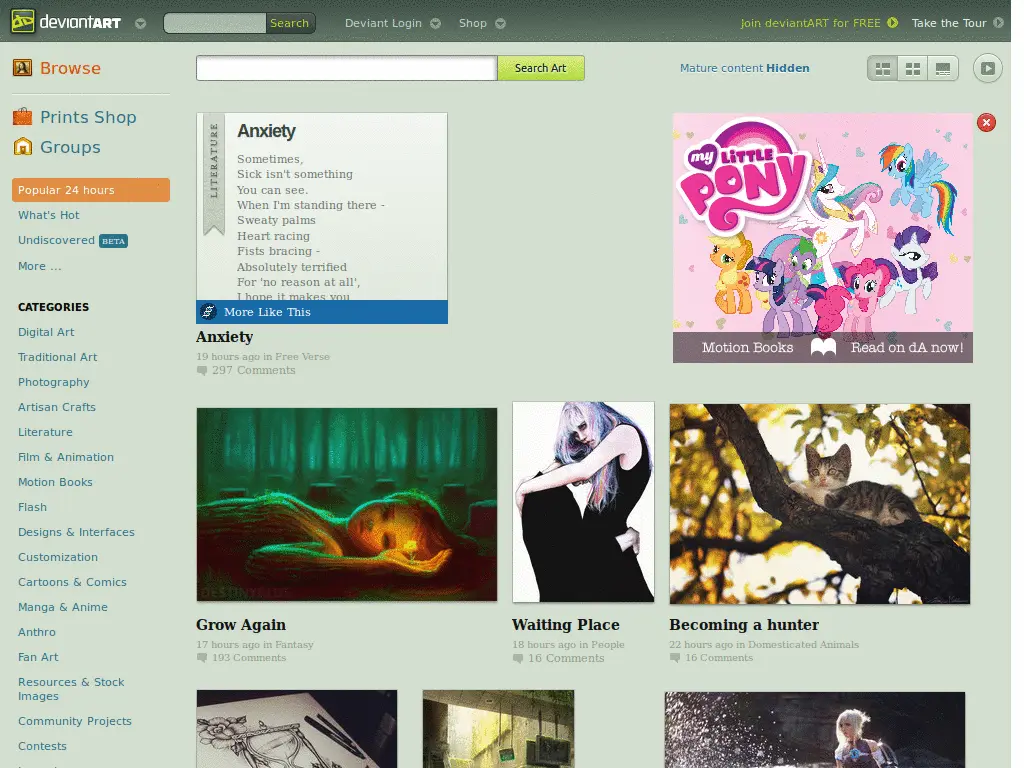 deviantART
Search
Deviant Login
Shop
Join deviantART for FREE
Take the Tour
Browse
Search Art
Mature content Hidden
Prints Shop
Groups
Popular 24 hours
What's Hot
Undiscovered BETA
More ...
CATEGORIES
Digital Art
Traditional Art
Photography
Artisan Crafts
Literature
Film & Animation
Motion Books
Flash
Designs & Interfaces
Customization
Cartoons & Comics
Manga & Anime
Anthro
Fan Art
Resources & Stock
Images
Community Projects
Contests
LITERATURE
Anxiety
Sometimes,
Sick isn't something
You can see.
When I'm standing there -
Sweaty palms
Heart racing
Fists bracing -
Absolutely terrified
For 'no reason at all',
I hope it makes you
More Like This
Anxiety
19 hours ago in Free Verse
297 Comments
my LITTLE
PONY
Motion Books
Read on dA now!
Grow Again
17 hours ago in Fantasy
193 Comments
Waiting Place
18 hours ago in People
16 Comments
Becoming a hunter
22 hours ago in Domesticated Animals
16 Comments